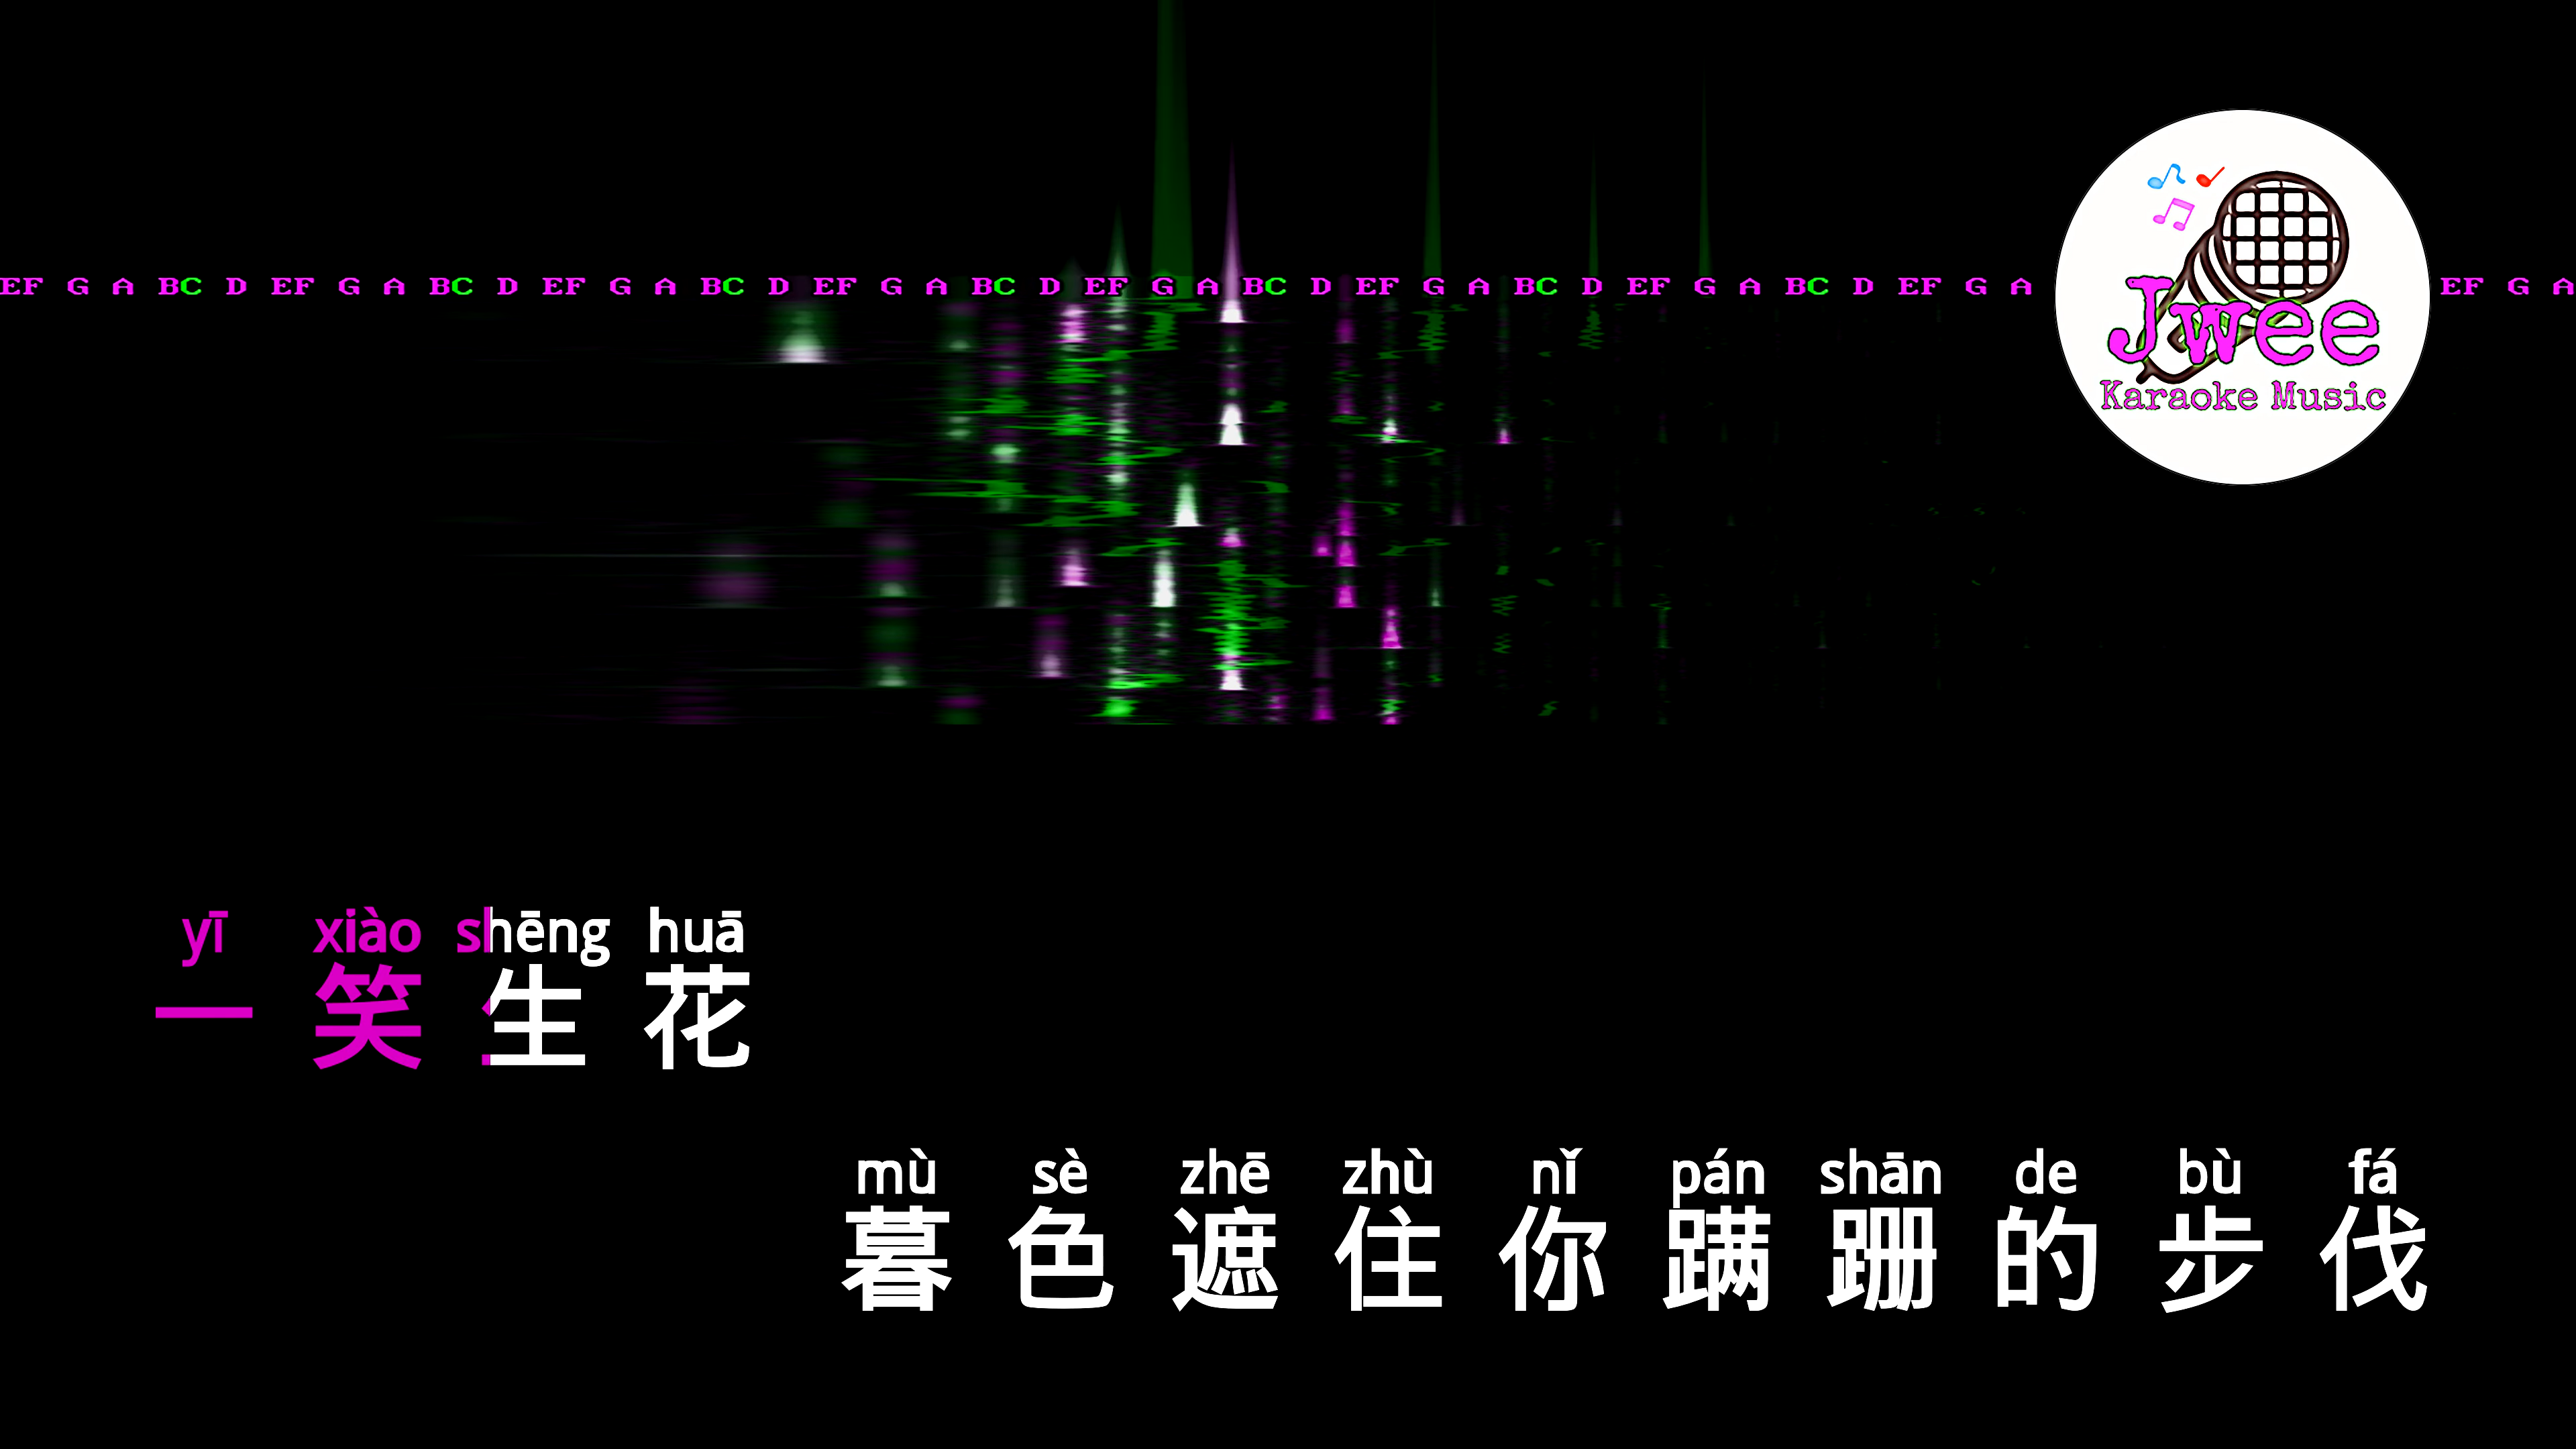 EF G A BC D EF G A BC D EF G A BC D EF G A BC D EF G A BC D EF G A BC D EF G A BC D EF G A EF G A
Jwee
Karaoke Music
yī xiào shēng huā
一 笑 生 花
mù sè zhē zhù nǐ pán shān de bù fá
暮 色 遮 住 你 蹒 跚 的 步 伐